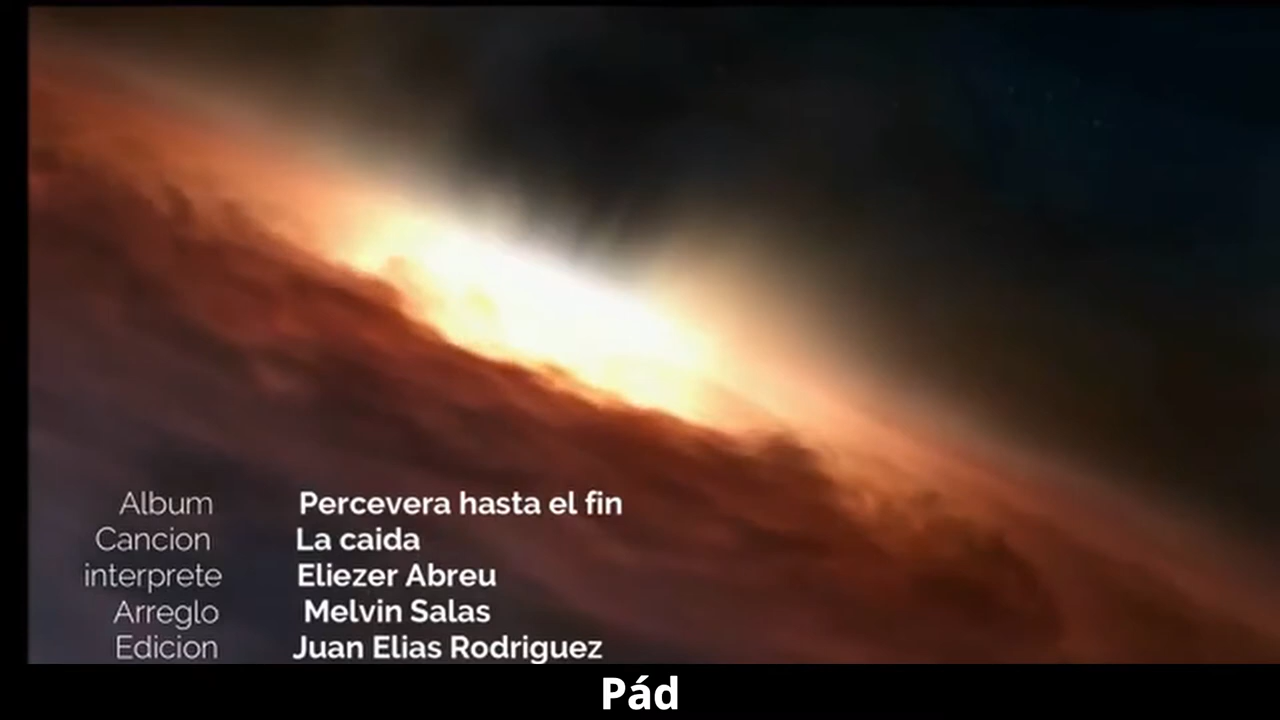 Album Percevera hasta el fin
Cancion La caida
interprete Eliezer Abreu
Arreglo Melvin Salas
Edicion Juan Elias Rodriguez
Pád